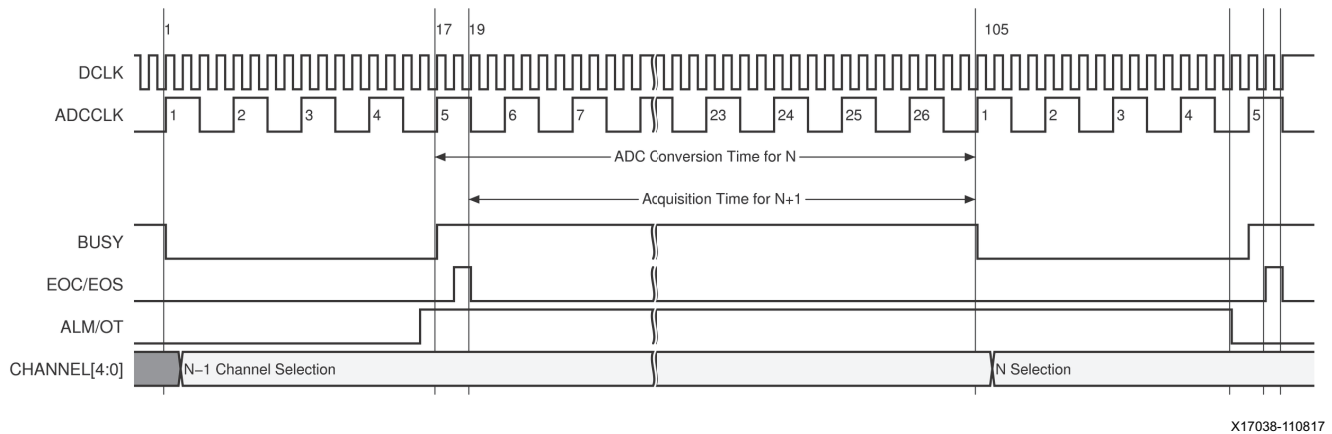 1 17 19 105
DCLK
ADCCLK 1 2 3 4 5 6 7 23 24 25 26 1 2 3 4 5
ADC Conversion Time for N
Acquisition Time for N+1
BUSY
EOC/EOS
ALM/OT
CHANNEL[4:0] N–1 Channel Selection N Selection
X17038-110817